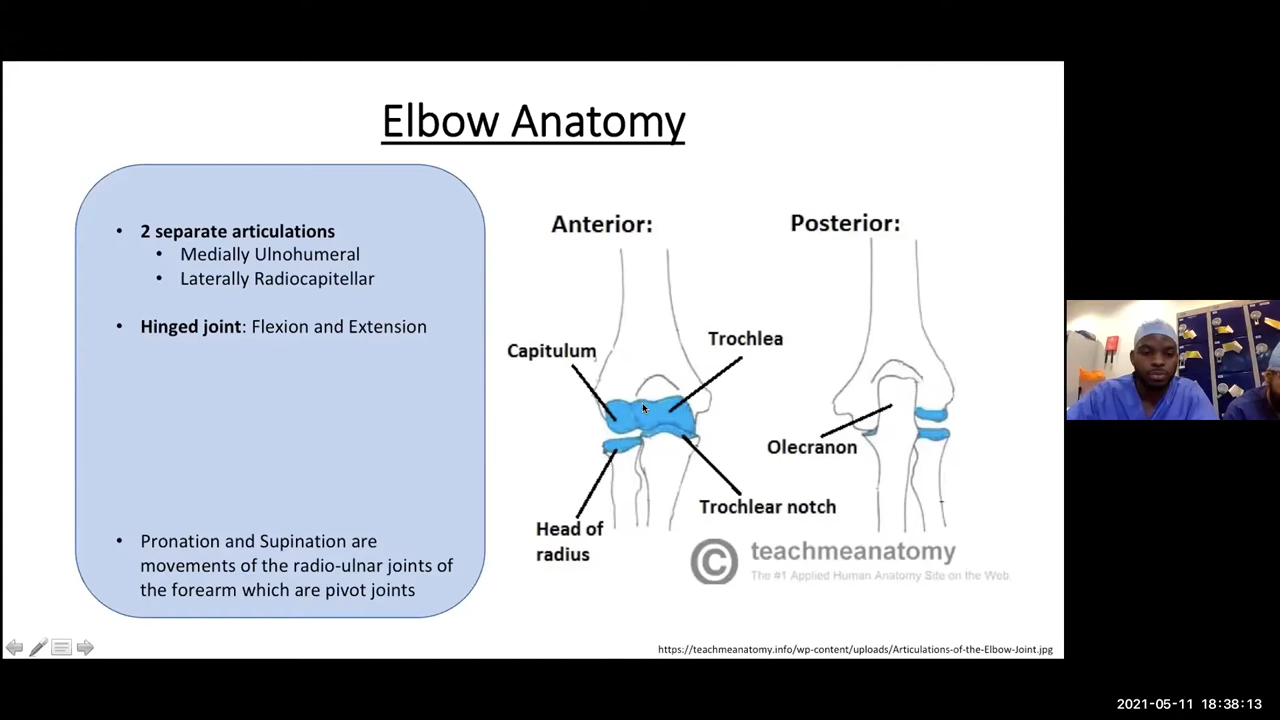 Elbow Anatomy
• 2 separate articulations
• Medially Ulnohumeral
• Laterally Radiocapitellar
• Hinged joint: Flexion and Extension
• Pronation and Supination are
movements of the radio-ulnar joints of
the forearm which are pivot joints
Anterior:
Posterior:
Capitulum
Trochlea
Olecranon
Trochlear notch
Head of
radius
© teachmeanatomy
The #1 Applied Human Anatomy Site on the Web.
https://teachmeanatomy.info/wp-content/uploads/Articulations-of-the-Elbow-Joint.jpg
2021-05-11 18:38:13